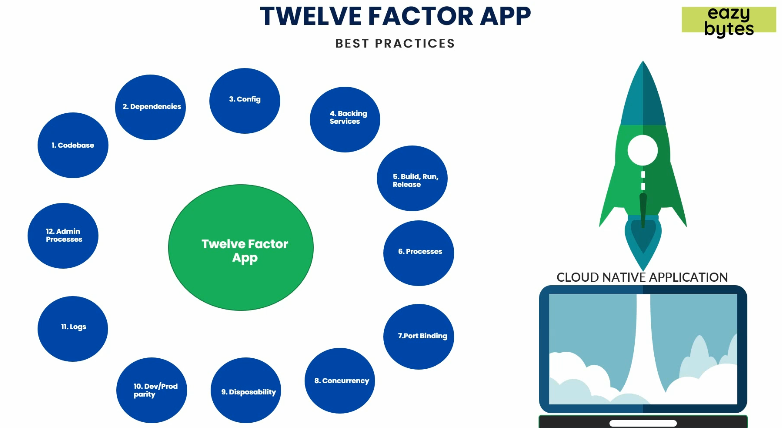 TWELVE FACTOR APP
BEST PRACTICES
eazy
bytes
1. Codebase
2. Dependencies
3. Config
4. Backing
Services
5. Build, Run,
Release
6. Processes
7.Port Binding
8. Concurrency
9. Disposability
10. Dev/Prod
parity
11. Logs
12. Admin
Processes
Twelve Factor
App
CLOUD NATIVE APPLICATION